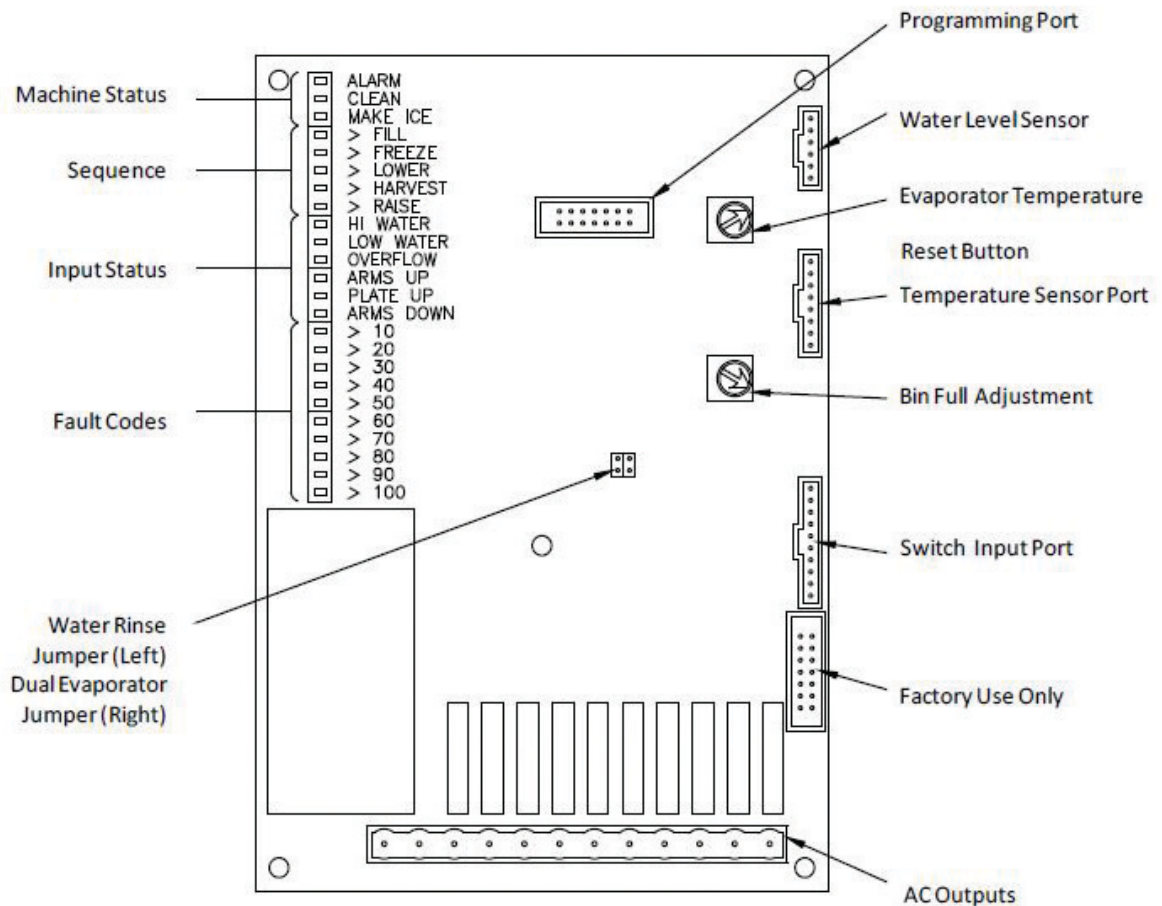 Programming Port
Machine Status
Water Level Sensor
Sequence
Evaporator Temperature
Reset Button
Input Status
Temperature Sensor Port
Bin Full Adjustment
Fault Codes
Switch Input Port
Water Rinse
Jumper (Left)
Dual Evaporator
Jumper (Right)
Factory Use Only
AC Outputs
ALARM
CLEAN
MAKE ICE
> FILL
> FREEZE
> LOWER
> HARVEST
> RAISE
HI WATER
LOW WATER
OVERFLOW
ARMS UP
PLATE UP
ARMS DOWN
> 10
> 20
> 30
> 40
> 50
> 60
> 70
> 80
> 90
> 100